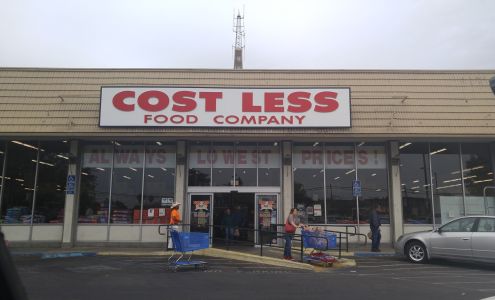 COST LESS
FOOD COMPANY
ALWAYS LOWEST PRICES!